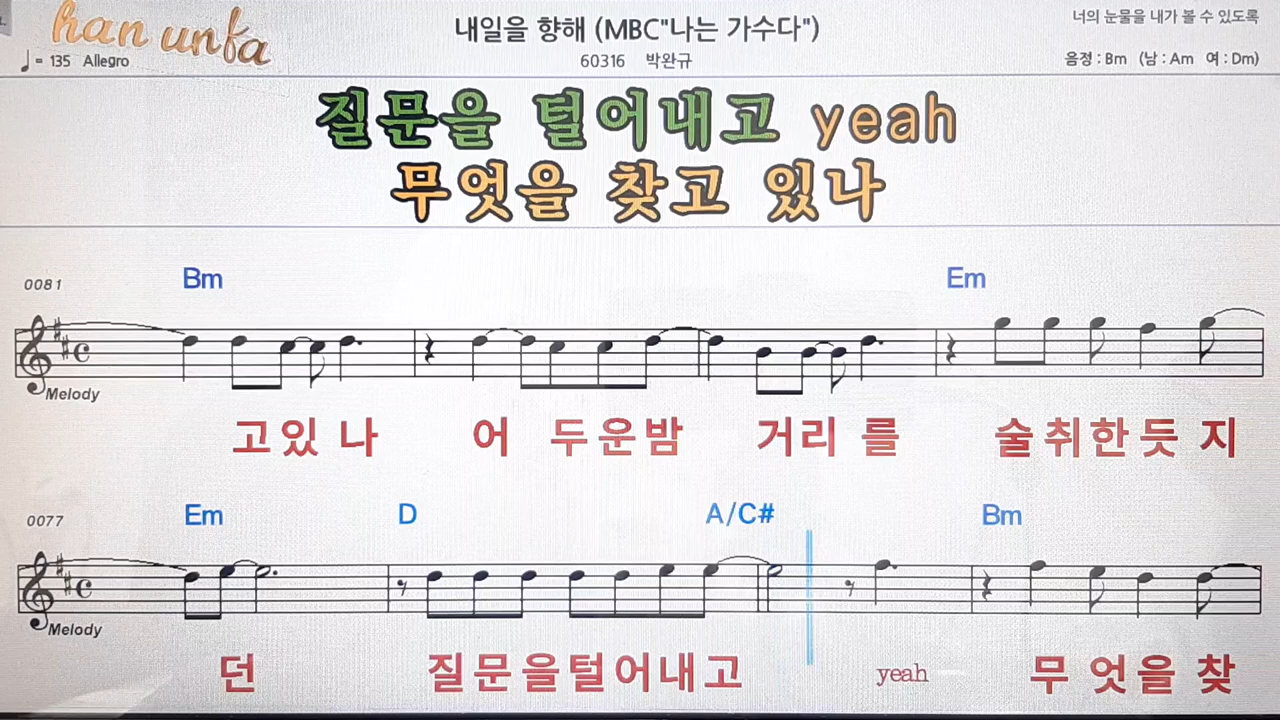 han unfa
내일을 향해 (MBC"나는 가수다")
너의 눈물을 내가 볼 수 있도록
♩= 135 Allegro
60316 박완규
음정 : Bm (남 : Am 여 : Dm)
질문을 털어내고 yeah
무엇을 찾고 있나
0081 Bm Em
Melody
고있 나 어 두운밤 거리 를 술취한듯 지
0077 Em D A/C# Bm
Melody
던 질문을털어내고 yeah 무 엇을 찾